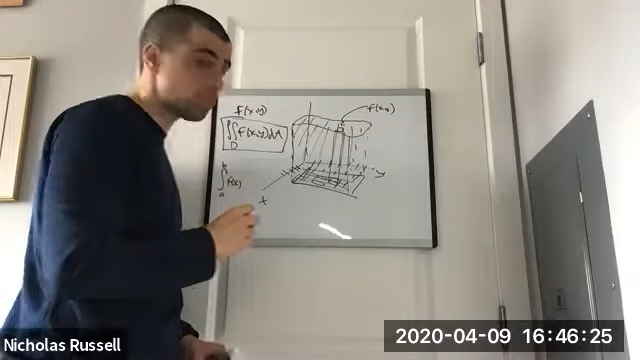 f(x,y)
∬ f(x,y)dA
D
b
∫ f(x)
a
f(x,y)
y
x
Nicholas Russell
2020-04-09 16:46:25